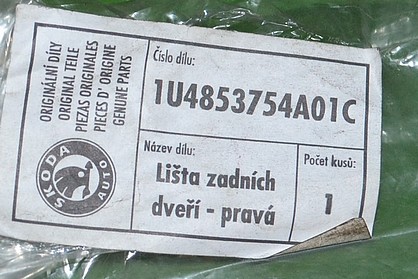 ORIGINÁLNÍ DÍLY
ORIGINAL TEILE
PIEZAS ORIGINALES
PIECES D' ORIGINE
GENUINE PARTS
ŠKODA
AUTO
Číslo dílu:
1U4853754A01C
Název dílu:
Lišta zadních
dveří - pravá
Počet kusů:
1